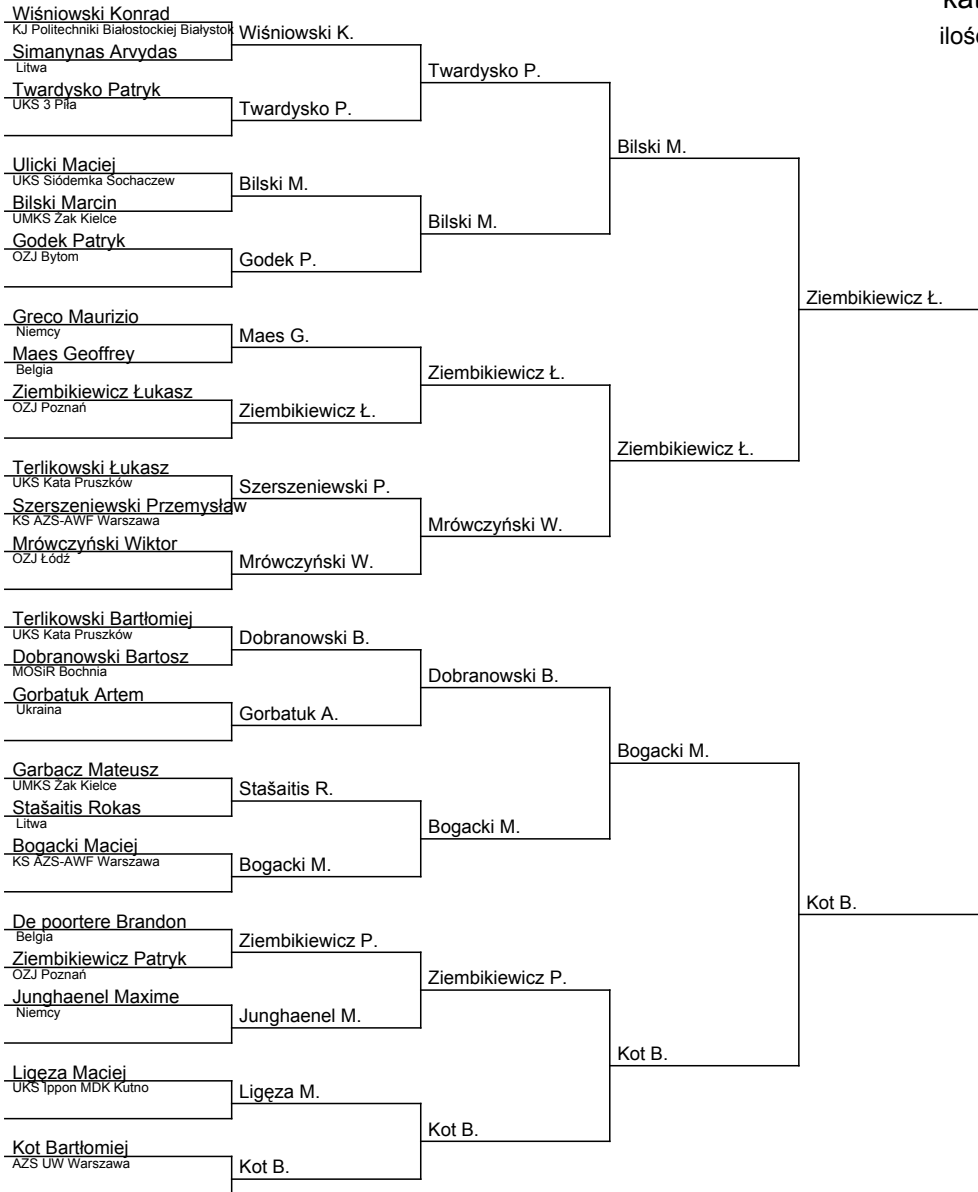 Wiśniowski Konrad
KJ Politechniki Białostockiej Białystok
Simanynas Arvydas
Litwa
Twardysko Patryk
UKS 3 Piła
Ulicki Maciej
UKS Siódemka Sochaczew
Bilski Marcin
UMKS Żak Kielce
Godek Patryk
OZJ Bytom
Greco Maurizio
Niemcy
Maes Geoffrey
Belgia
Ziembikiewicz Łukasz
OZJ Poznań
Terlikowski Łukasz
UKS Kata Pruszków
Szerszeniewski Przemysław
KS AZS-AWF Warszawa
Mrówczyński Wiktor
OZJ Łódź
Terlikowski Bartłomiej
UKS Kata Pruszków
Dobranowski Bartosz
MOSiR Bochnia
Gorbatuk Artem
Ukraina
Garbacz Mateusz
UMKS Żak Kielce
Stašaitis Rokas
Litwa
Bogacki Maciej
KS AZS-AWF Warszawa
De poortere Brandon
Belgia
Ziembikiewicz Patryk
OZJ Poznań
Junghaenel Maxime
Niemcy
Ligęza Maciej
UKS Ippon MDK Kutno
Kot Bartłomiej
AZS UW Warszawa
Wiśniowski K.
Twardysko P.
Bilski M.
Godek P.
Maes G.
Ziembikiewicz Ł.
Szerszeniewski P.
Mrówczyński W.
Dobranowski B.
Gorbatuk A.
Stašaitis R.
Bogacki M.
Ziembikiewicz P.
Junghaenel M.
Ligęza M.
Kot B.
Twardysko P.
Bilski M.
Ziembikiewicz Ł.
Mrówczyński W.
Dobranowski B.
Bogacki M.
Ziembikiewicz P.
Kot B.
Bilski M.
Ziembikiewicz Ł.
Bogacki M.
Kot B.
Ziembikiewicz Ł.
Kot B.